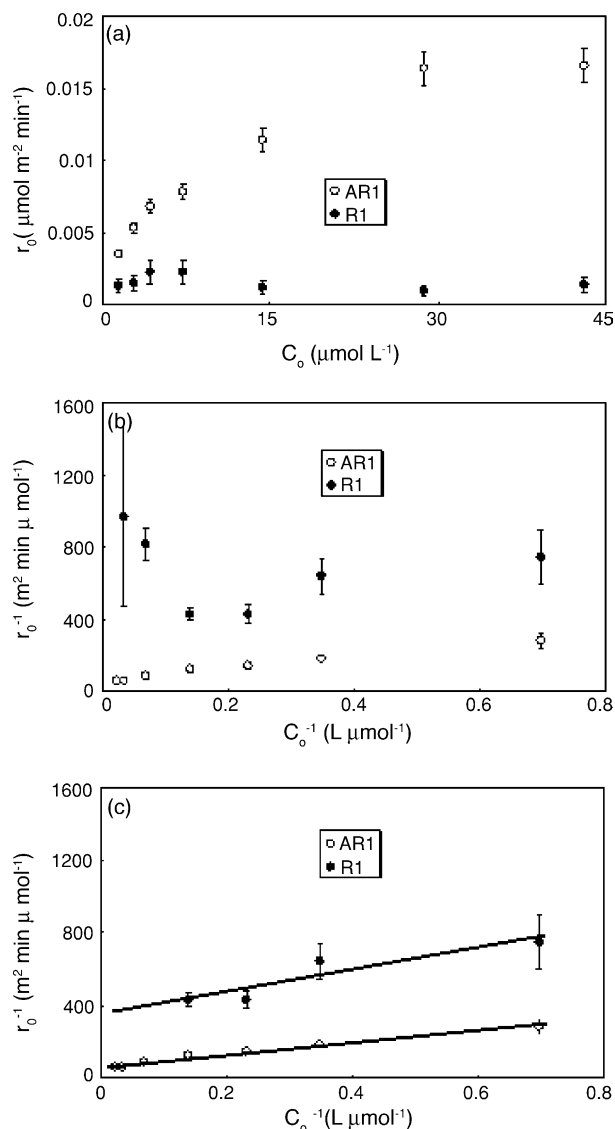 (a)
0.02
0.015
0.01
0.005
0
r₀( μmol m⁻² min⁻¹)
AR1
R1
0 15 30 45
Cₒ (μmol L⁻¹)
(b)
1600
1200
800
400
0
r₀⁻¹ (m² min μ mol⁻¹)
AR1
R1
0 0.2 0.4 0.6 0.8
Cₒ⁻¹ (L μmol⁻¹)
(c)
1600
1200
800
400
0
r₀⁻¹ (m² min μ mol⁻¹)
AR1
R1
0 0.2 0.4 0.6 0.8
Cₒ⁻¹(L μmol⁻¹)